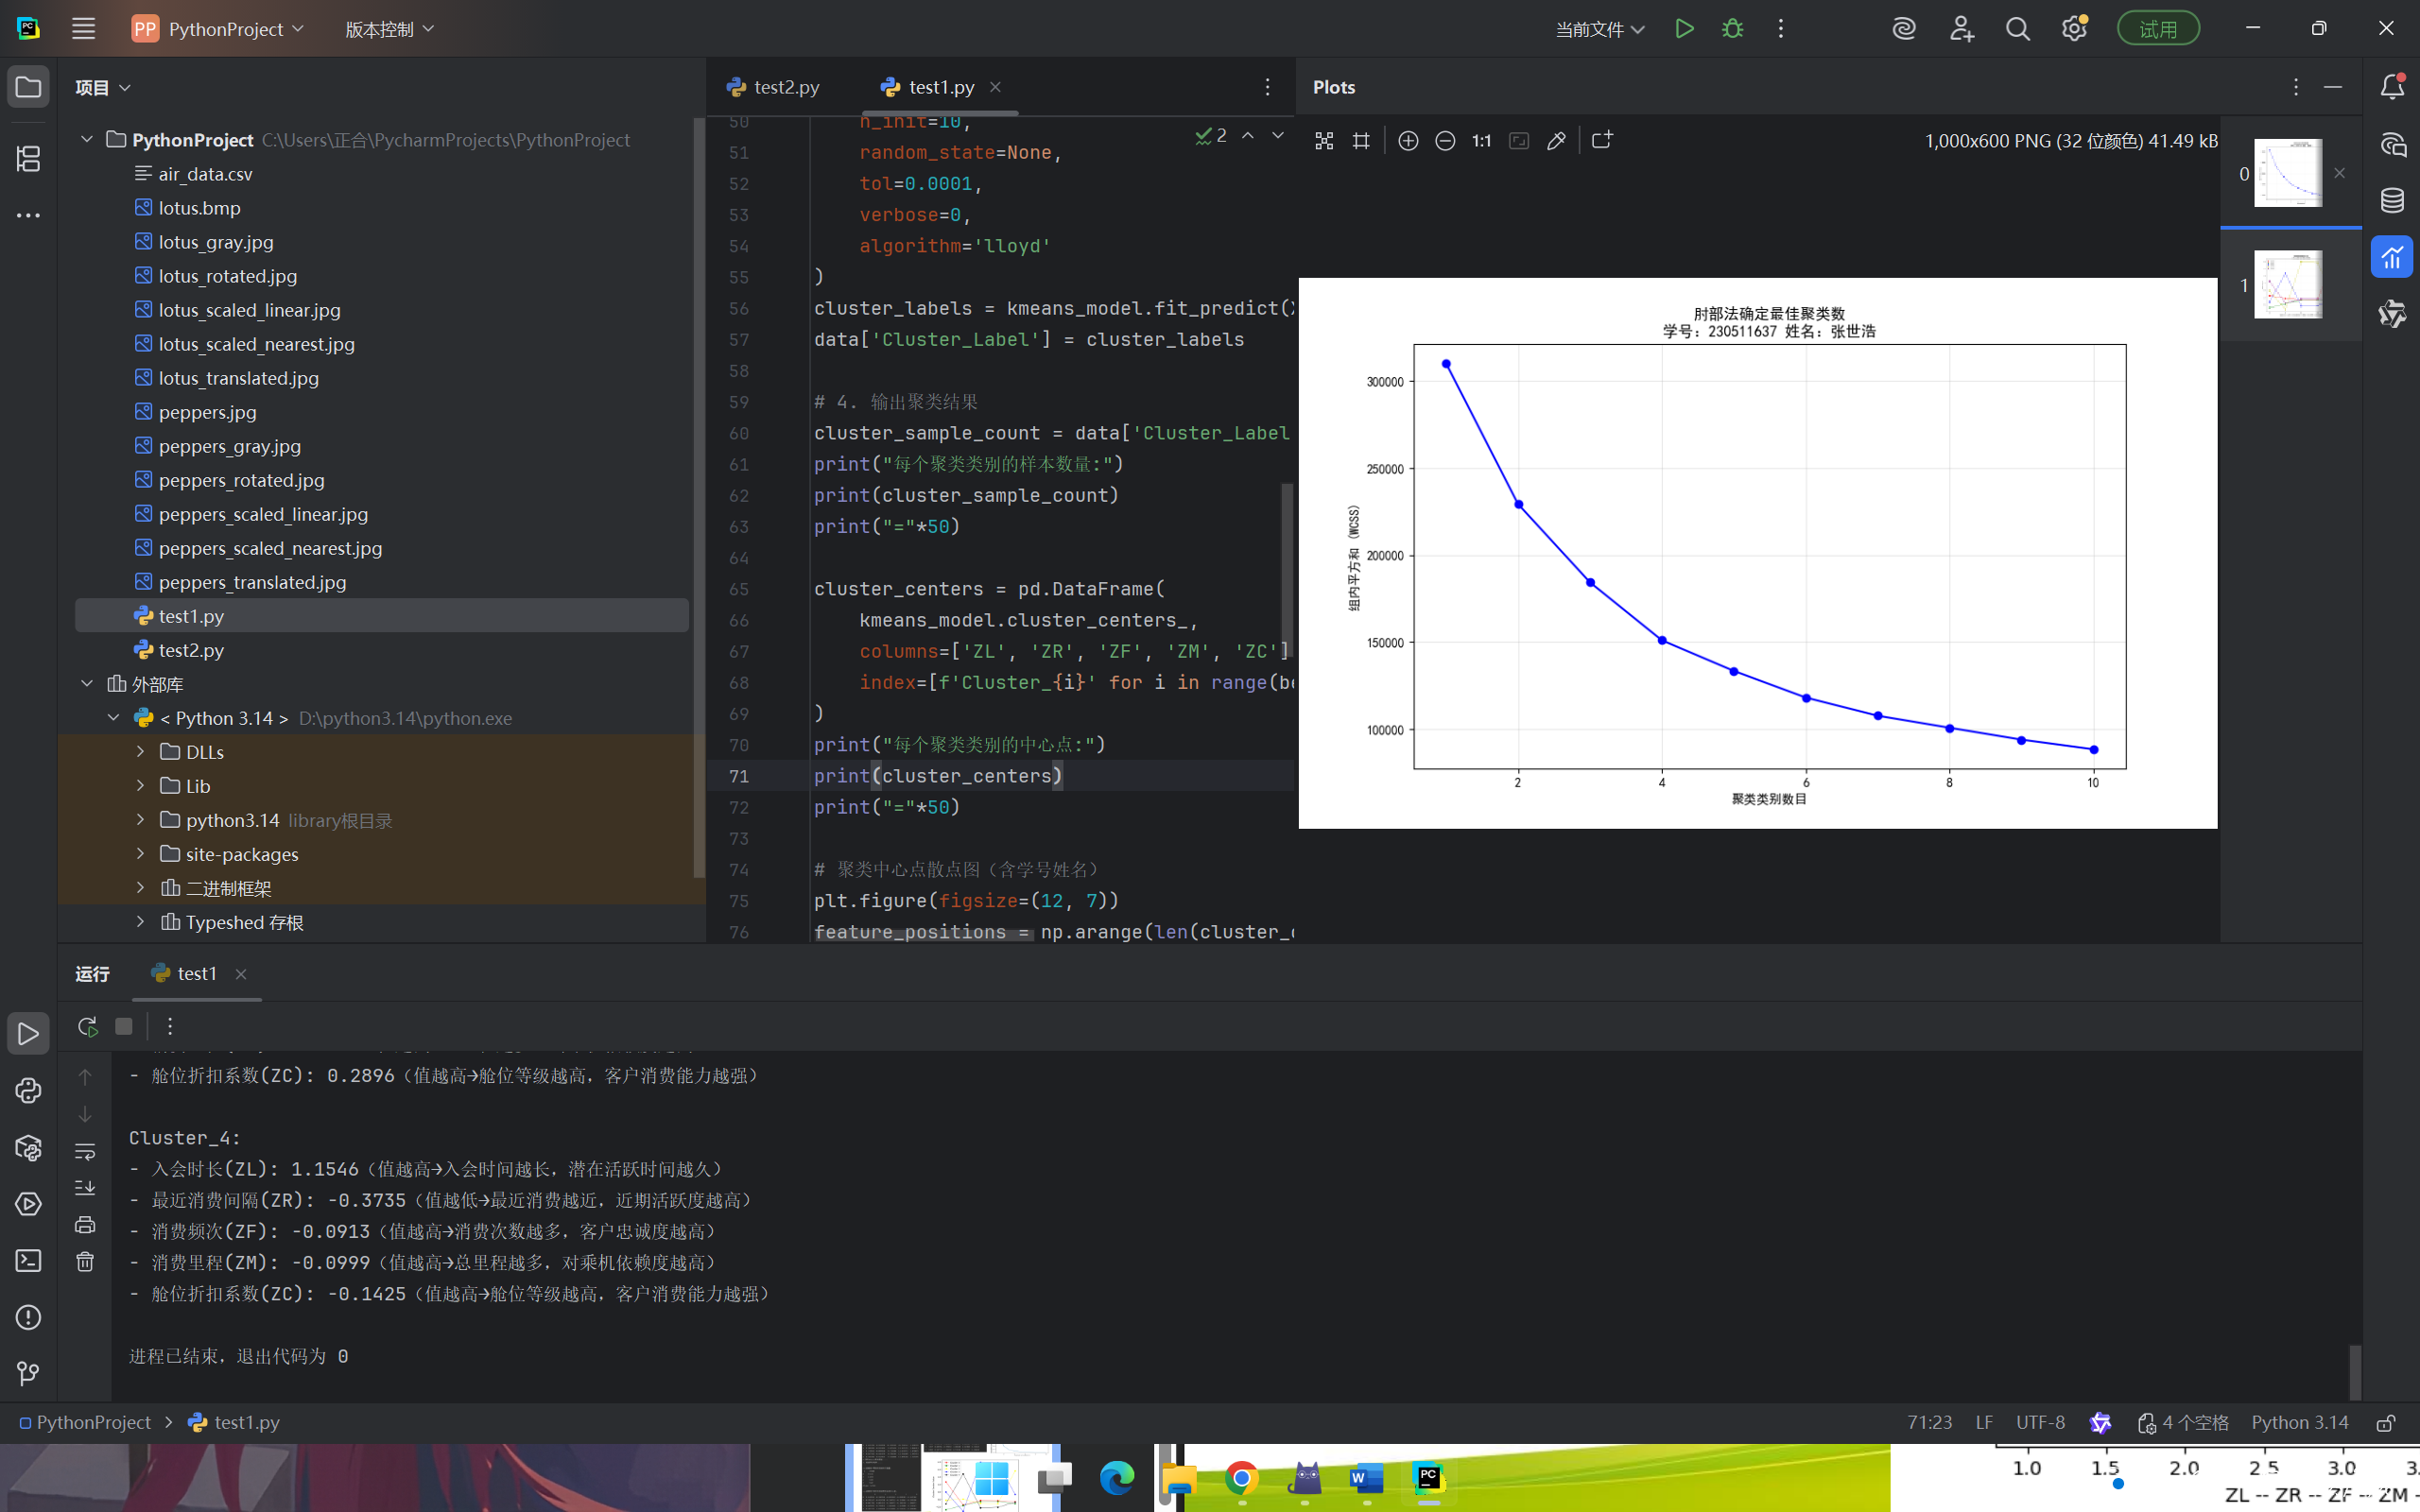 PP PythonProject 版本控制 当前文件 试用
项目
PythonProject C:\Users\正合\PycharmProjects\PythonProject
air_data.csv
lotus.bmp
lotus_gray.jpg
lotus_rotated.jpg
lotus_scaled_linear.jpg
lotus_scaled_nearest.jpg
lotus_translated.jpg
peppers.jpg
peppers_gray.jpg
peppers_rotated.jpg
peppers_scaled_linear.jpg
peppers_scaled_nearest.jpg
peppers_translated.jpg
test1.py
test2.py
外部库
< Python 3.14 > D:\python3.14\python.exe
DLLs
Lib
python3.14 library根目录
site-packages
二进制框架
Typeshed 存根
test2.py test1.py
2
50 n_init=10,
51 random_state=None,
52 tol=0.0001,
53 verbose=0,
54 algorithm='lloyd'
55 )
56 cluster_labels = kmeans_model.fit_predict(
57 data['Cluster_Label'] = cluster_labels
58
59 # 4. 输出聚类结果
60 cluster_sample_count = data['Cluster_Label
61 print("每个聚类类别的样本数量:")
62 print(cluster_sample_count)
63 print("="*50)
64
65 cluster_centers = pd.DataFrame(
66 kmeans_model.cluster_centers_,
67 columns=['ZL', 'ZR', 'ZF', 'ZM', 'ZC']
68 index=[f'Cluster_{i}' for i in range(be
69 )
70 print("每个聚类类别的中心点:")
71 print(cluster_centers)
72 print("="*50)
73
74 # 聚类中心点散点图（含学号姓名）
75 plt.figure(figsize=(12, 7))
76 feature_positions = np.arange(len(cluster_c
Plots
1:1 1,000x600 PNG (32 位颜色) 41.49 kB
0
1
肘部法确定最佳聚类数
学号：230511637 姓名：张世浩
300000
250000
200000
150000
100000
组内平方和 (WCSS)
2 4 6 8 10
聚类类别数目
运行 test1
- 舱位折扣系数(ZC): 0.2896（值越高→舱位等级越高，客户消费能力越强）
Cluster_4:
- 入会时长(ZL): 1.1546（值越高→入会时间越长，潜在活跃时间越久）
- 最近消费间隔(ZR): -0.3735（值越低→最近消费越近，近期活跃度越高）
- 消费频次(ZF): -0.0913（值越高→消费次数越多，客户忠诚度越高）
- 消费里程(ZM): -0.0999（值越高→总里程越多，对乘机依赖度越高）
- 舱位折扣系数(ZC): -0.1425（值越高→舱位等级越高，客户消费能力越强）
进程已结束，退出代码为 0
PythonProject > test1.py 71:23 LF UTF-8 4 个空格 Python 3.14
1.0 1.5 2.0 2.5 3.0 3.
ZL -- ZR -- ZF -- ZM -